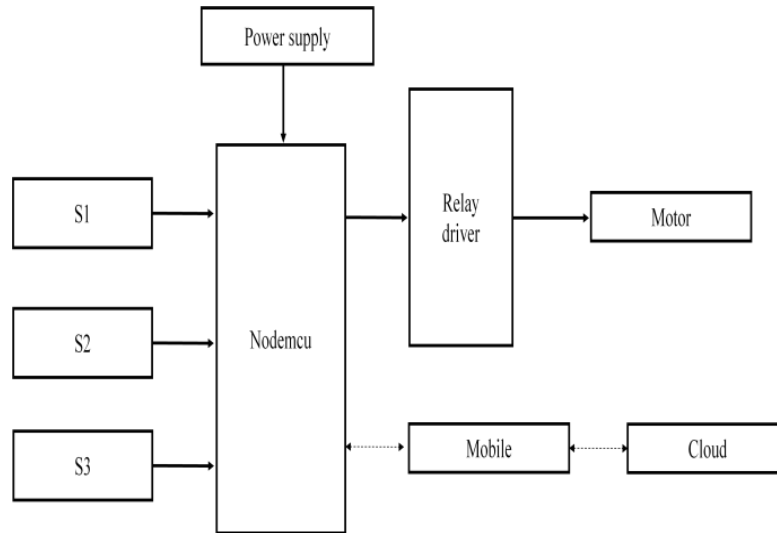 Power supply
S1
S2
S3
Nodemcu
Relay
driver
Motor
Mobile
Cloud